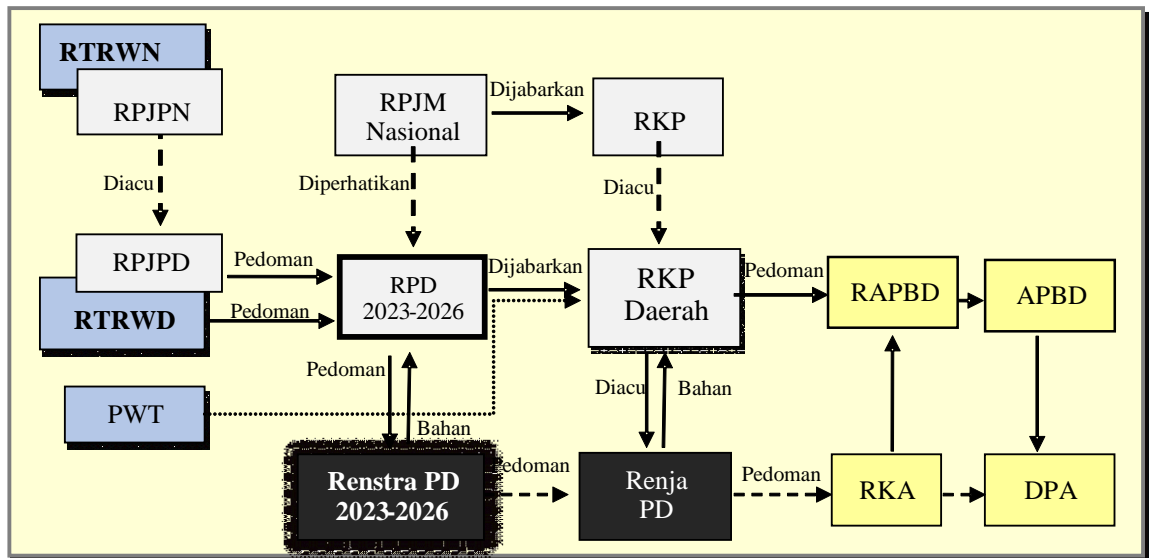 RTRWN
RPJPN
RPJM
Nasional
Dijabarkan
RKP
Diacu
Diperhatikan
Diacu
RPJPD
Pedoman
RPD
2023-2026
Dijabarkan
RKP
Daerah
Pedoman
RAPBD
APBD
RTRWD
Pedoman
Pedoman
Bahan
Diacu
Bahan
PWT
Renstra PD
2023-2026
edoman
Renja
PD
Pedoman
RKA
DPA